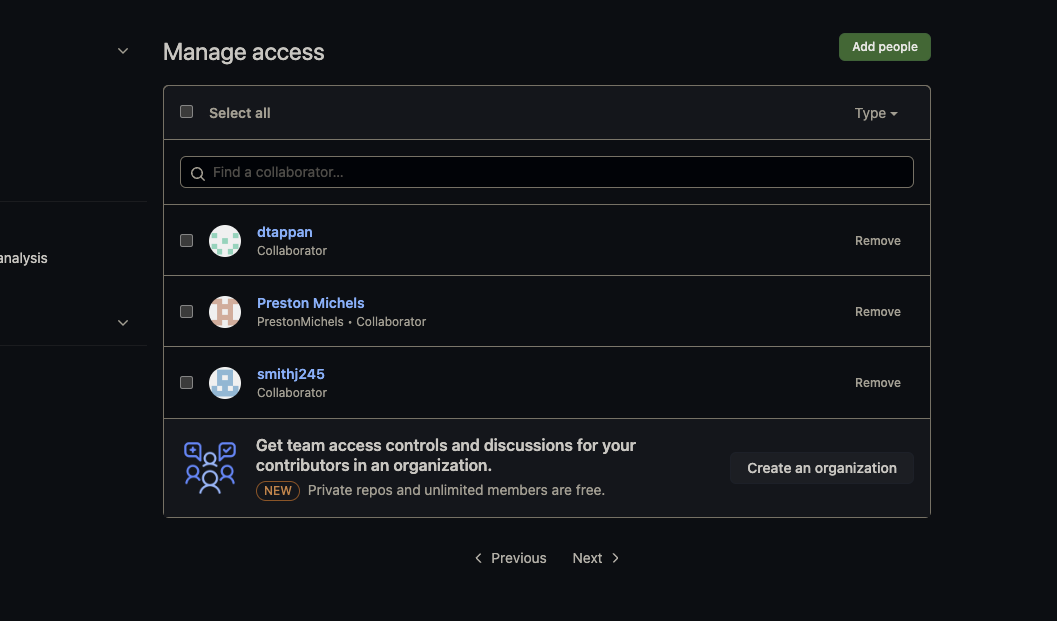 Manage access
Add people
Select all
Type
Find a collaborator...
dtappan
Collaborator
Remove
analysis
Preston Michels
PrestonMichels • Collaborator
Remove
smithj245
Collaborator
Remove
Get team access controls and discussions for your
contributors in an organization.
NEW Private repos and unlimited members are free.
Create an organization
Previous Next